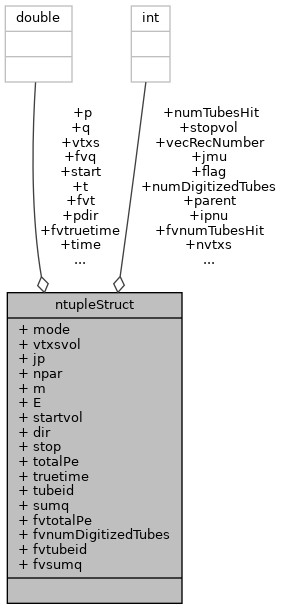 double
int
+p
+q
+vtxs
+fvq
+start
+t
+fvt
+pdir
+fvtruetime
+time
...
+numTubesHit
+stopvol
+vecRecNumber
+jmu
+flag
+numDigitizedTubes
+parent
+ipnu
+fvnumTubesHit
+nvtxs
...
ntupleStruct
+ mode
+ vtxsvol
+ jp
+ npar
+ m
+ E
+ startvol
+ dir
+ stop
+ totalPe
+ truetime
+ tubeid
+ sumq
+ fvtotalPe
+ fvnumDigitizedTubes
+ fvtubeid
+ fvsumq